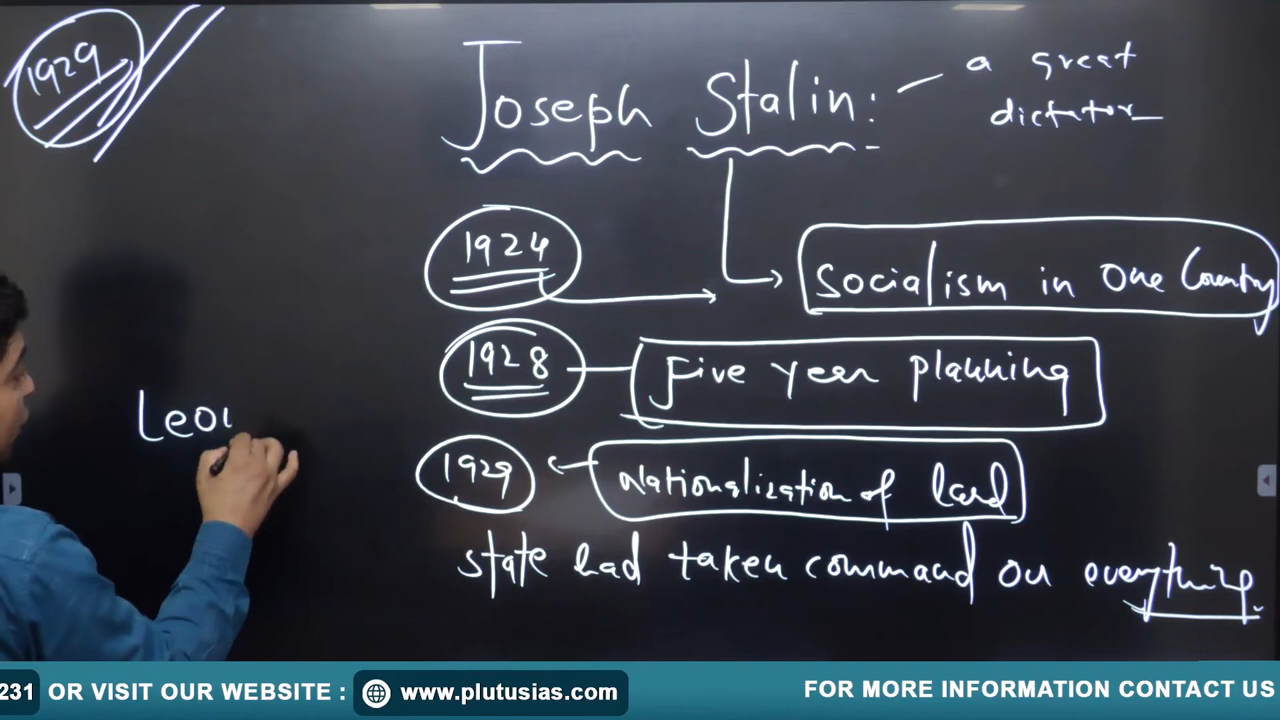 1929
Joseph Stalin: - a great
dictator
1924
Socialism in One Country
1928 - Five Year Planning
1929 Nationalization of land
state had taken command on everything.
Leon
231 OR VISIT OUR WEBSITE : www.plutusias.com FOR MORE INFORMATION CONTACT US